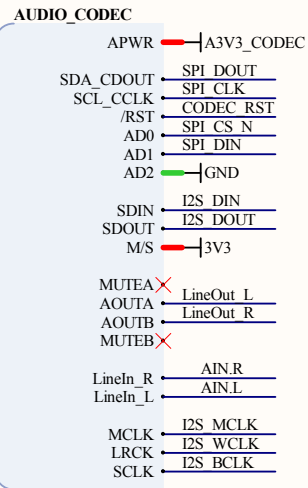 AUDIO_CODEC
APWR A3V3_CODEC
SDA_CDOUT SPI_DOUT
SCL_CCLK SPI_CLK
/RST CODEC_RST
AD0 SPI_CS_N
AD1 SPI_DIN
AD2 GND
SDIN I2S_DIN
SDOUT I2S_DOUT
M/S 3V3
MUTEA
AOUTA LineOut_L
AOUTB LineOut_R
MUTEB
LineIn_R AIN.R
LineIn_L AIN.L
MCLK I2S_MCLK
LRCK I2S_WCLK
SCLK I2S_BCLK